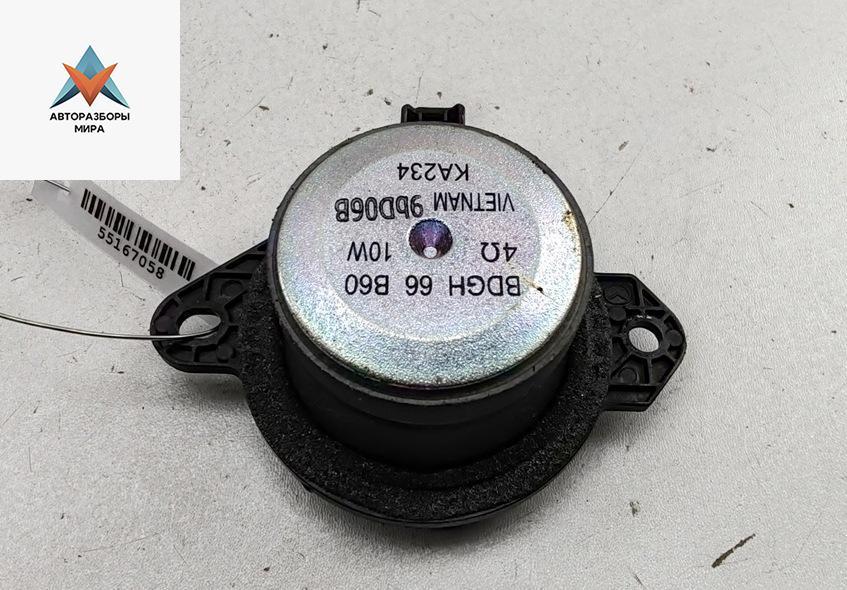 АВТОРАЗБОРЫ
МИРА
55167058
BDGH 66 B60
4Ω 10W
VIETNAM 9bD06B
KA234